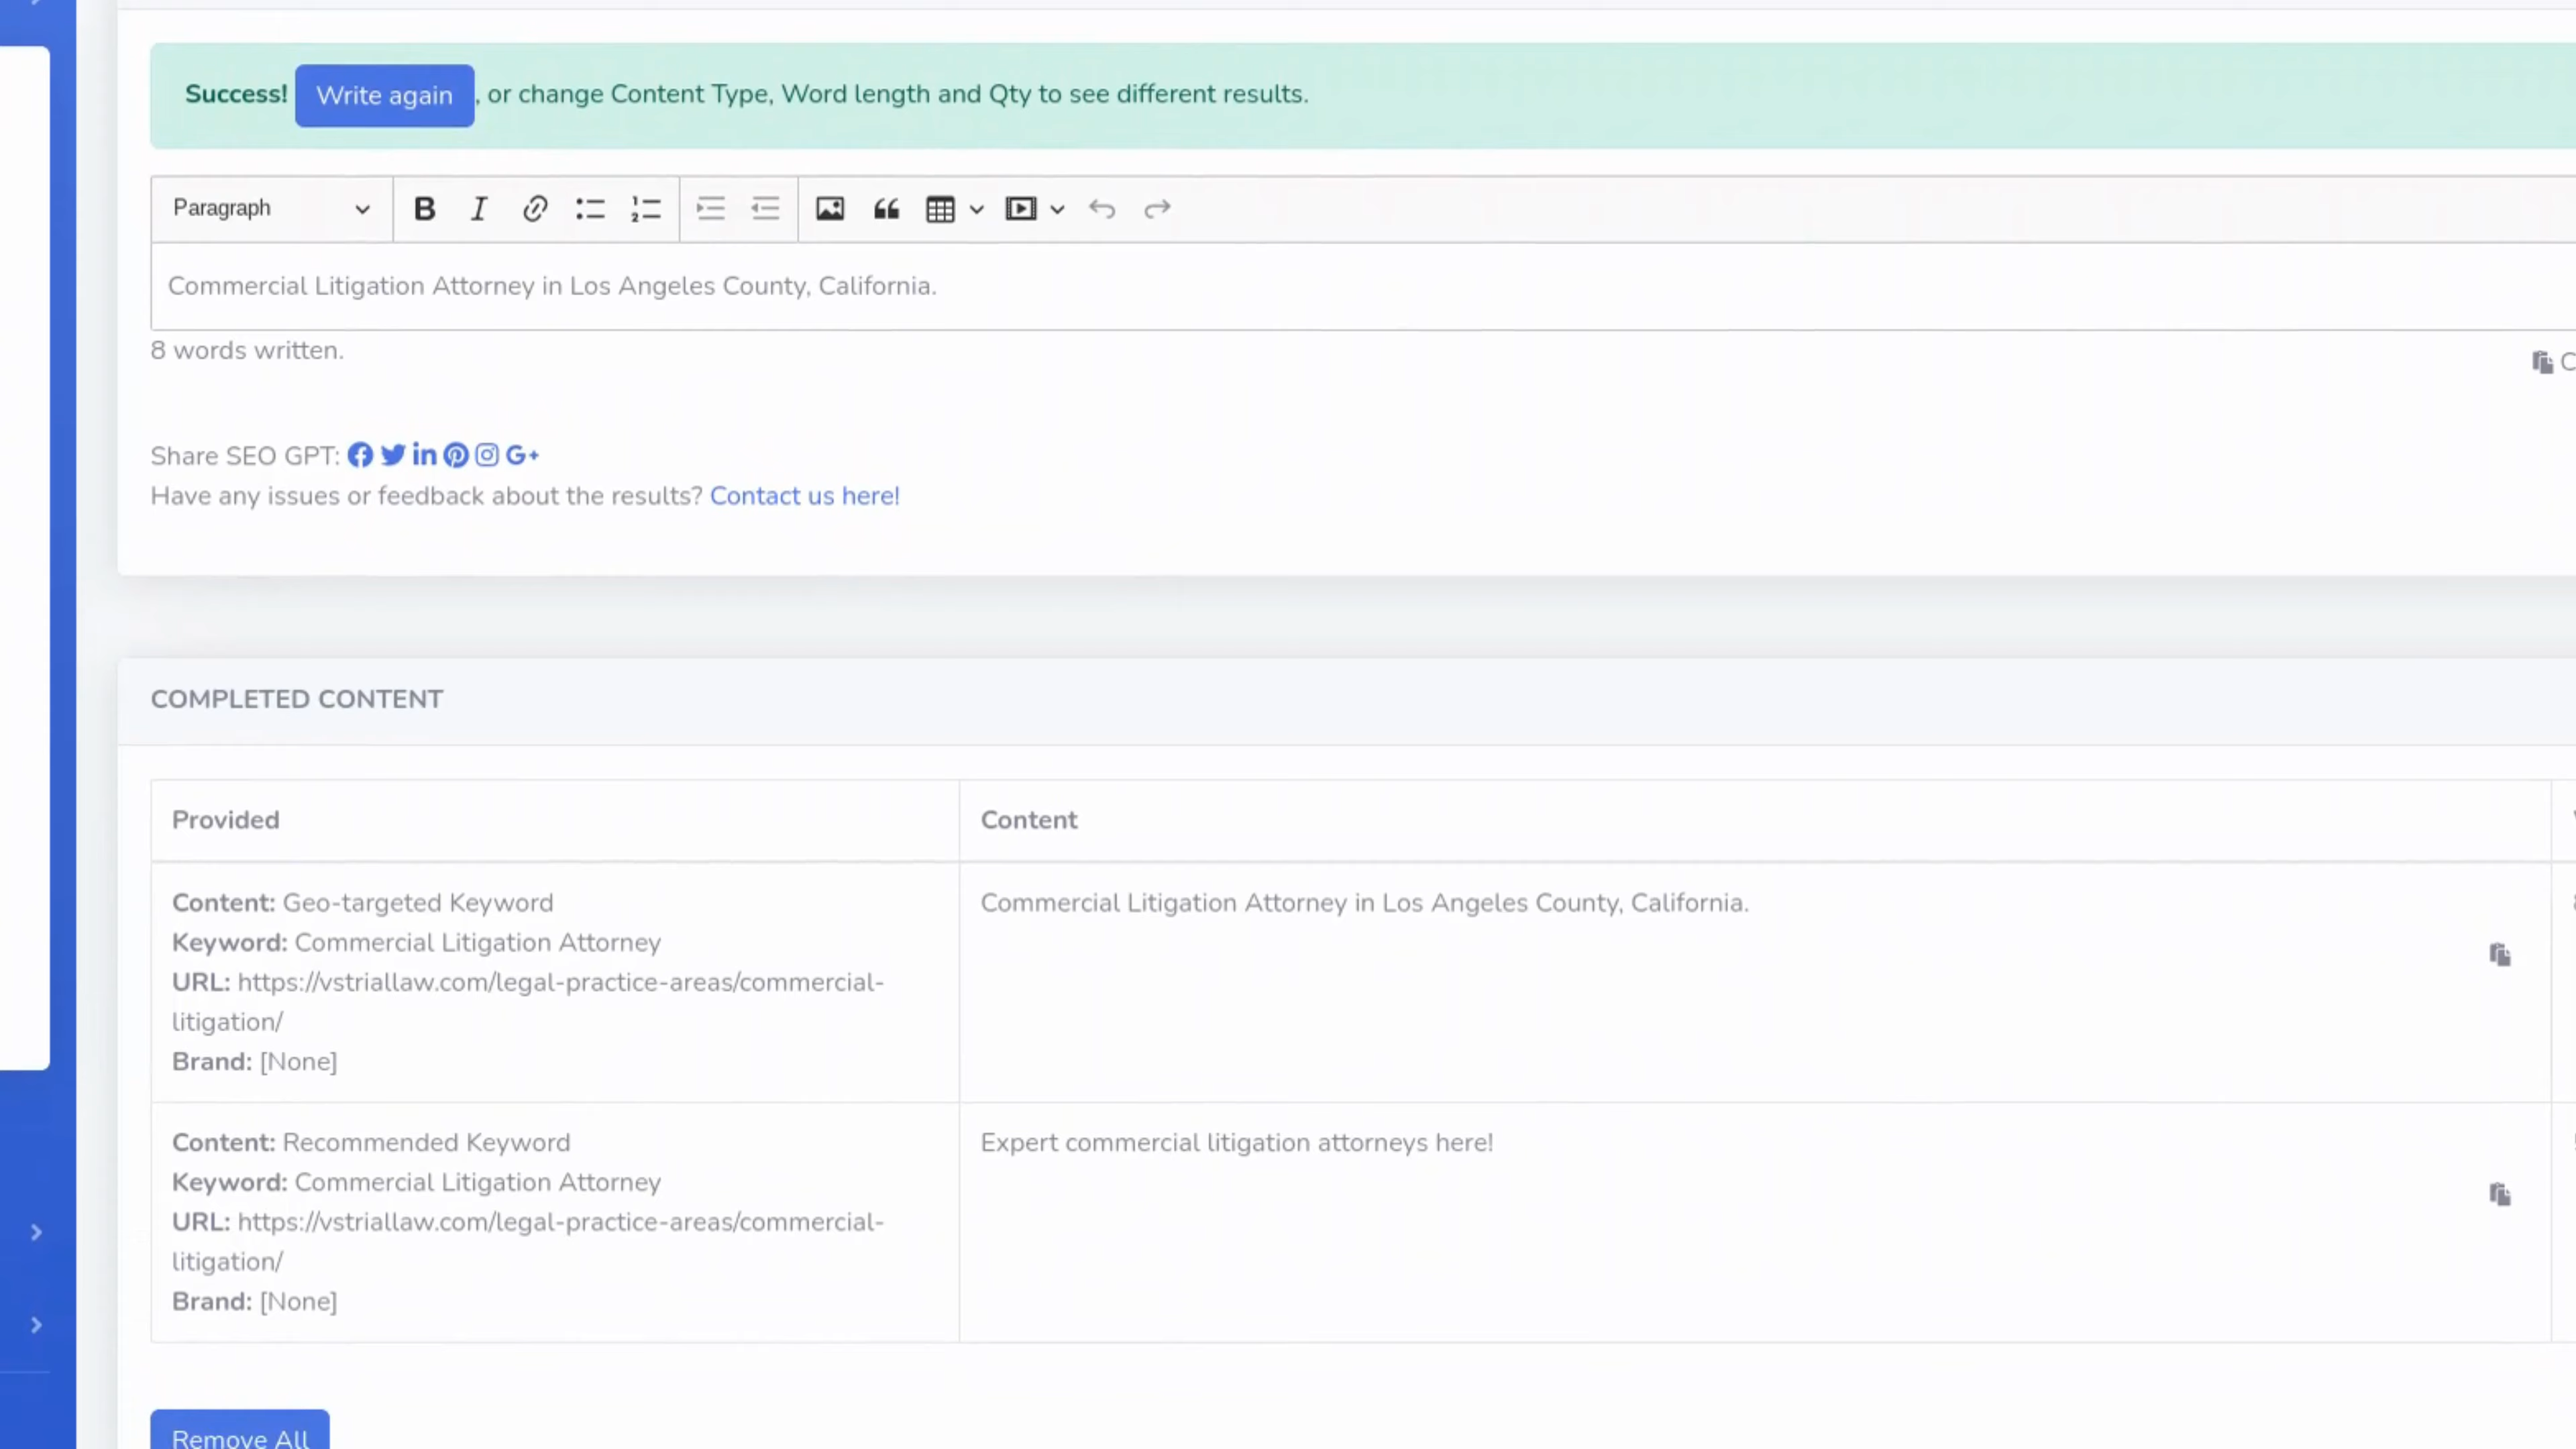 Success! Write again , or change Content Type, Word length and Qty to see different results.
Paragraph
Commercial Litigation Attorney in Los Angeles County, California.
8 words written.
Share SEO GPT:
Have any issues or feedback about the results? Contact us here!
COMPLETED CONTENT
Provided
Content
Content: Geo-targeted Keyword
Keyword: Commercial Litigation Attorney
URL: https://vstriallaw.com/legal-practice-areas/commercial-
litigation/
Brand: [None]
Commercial Litigation Attorney in Los Angeles County, California.
Content: Recommended Keyword
Keyword: Commercial Litigation Attorney
URL: https://vstriallaw.com/legal-practice-areas/commercial-
litigation/
Brand: [None]
Expert commercial litigation attorneys here!
Remove All